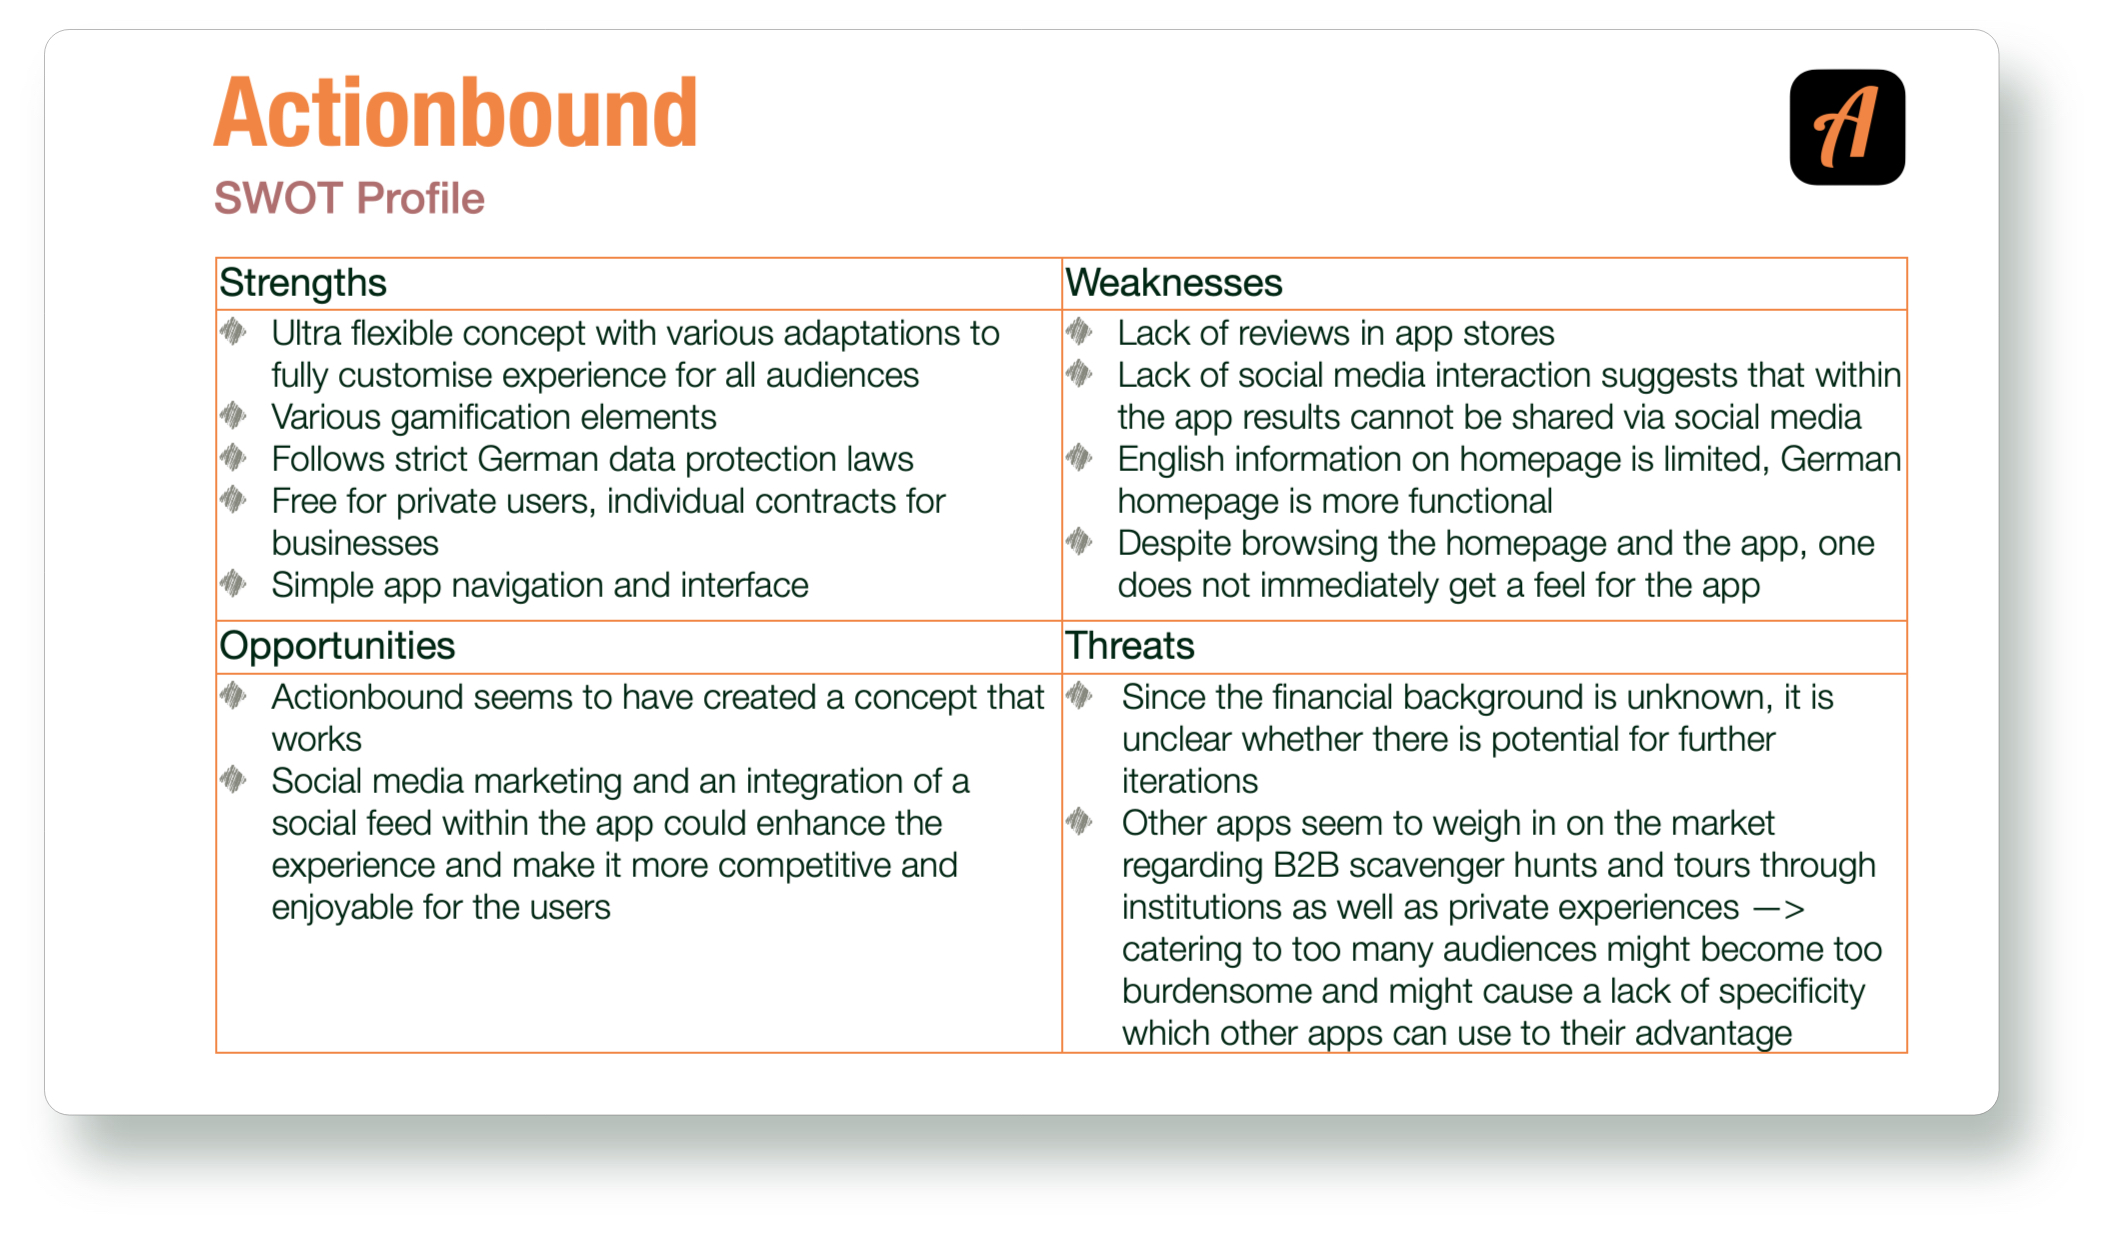 Actionbound
A
SWOT Profile
Strengths
Ultra flexible concept with various adaptations to
fully customise experience for all audiences
Various gamification elements
Follows strict German data protection laws
Free for private users, individual contracts for
businesses
Simple app navigation and interface
Weaknesses
Lack of reviews in app stores
Lack of social media interaction suggests that within
the app results cannot be shared via social media
English information on homepage is limited, German
homepage is more functional
Despite browsing the homepage and the app, one
does not immediately get a feel for the app
Opportunities
Actionbound seems to have created a concept that
works
Social media marketing and an integration of a
social feed within the app could enhance the
experience and make it more competitive and
enjoyable for the users
Threats
Since the financial background is unknown, it is
unclear whether there is potential for further
iterations
Other apps seem to weigh in on the market
regarding B2B scavenger hunts and tours through
institutions as well as private experiences —>
catering to too many audiences might become too
burdensome and might cause a lack of specificity
which other apps can use to their advantage